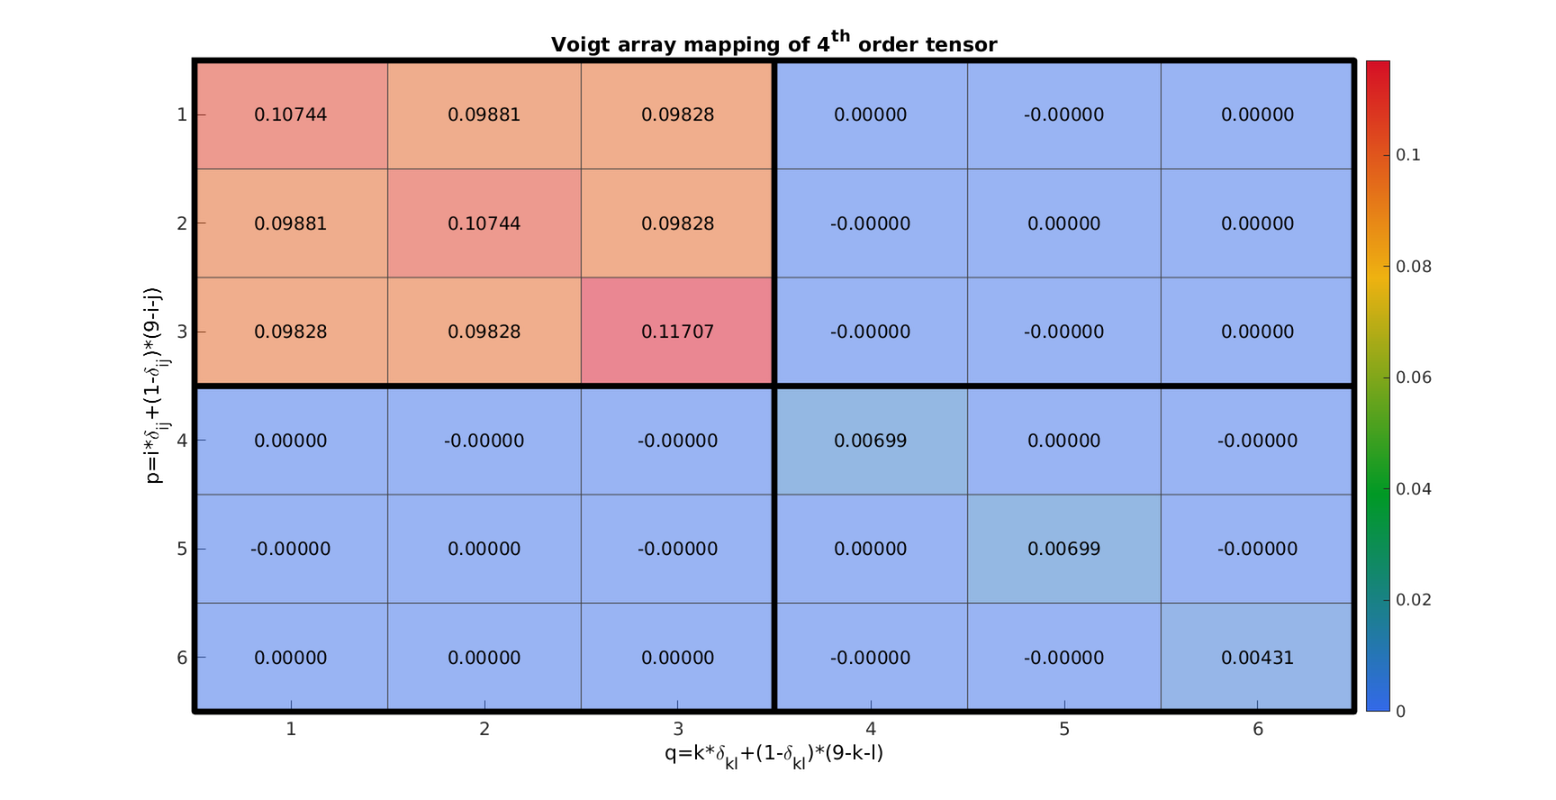 Voigt array mapping of 4th order tensor
1 0.10744 0.09881 0.09828 0.00000 -0.00000 0.00000
2 0.09881 0.10744 0.09828 -0.00000 0.00000 0.00000
3 0.09828 0.09828 0.11707 -0.00000 -0.00000 0.00000
4 0.00000 -0.00000 -0.00000 0.00699 0.00000 -0.00000
5 -0.00000 0.00000 -0.00000 0.00000 0.00699 -0.00000
6 0.00000 0.00000 0.00000 -0.00000 -0.00000 0.00431
1 2 3 4 5 6
q=k*δkl+(1-δkl)*(9-k-l)
p=i*δij+(1-δij)*(9-i-j)
0.1
0.08
0.06
0.04
0.02
0